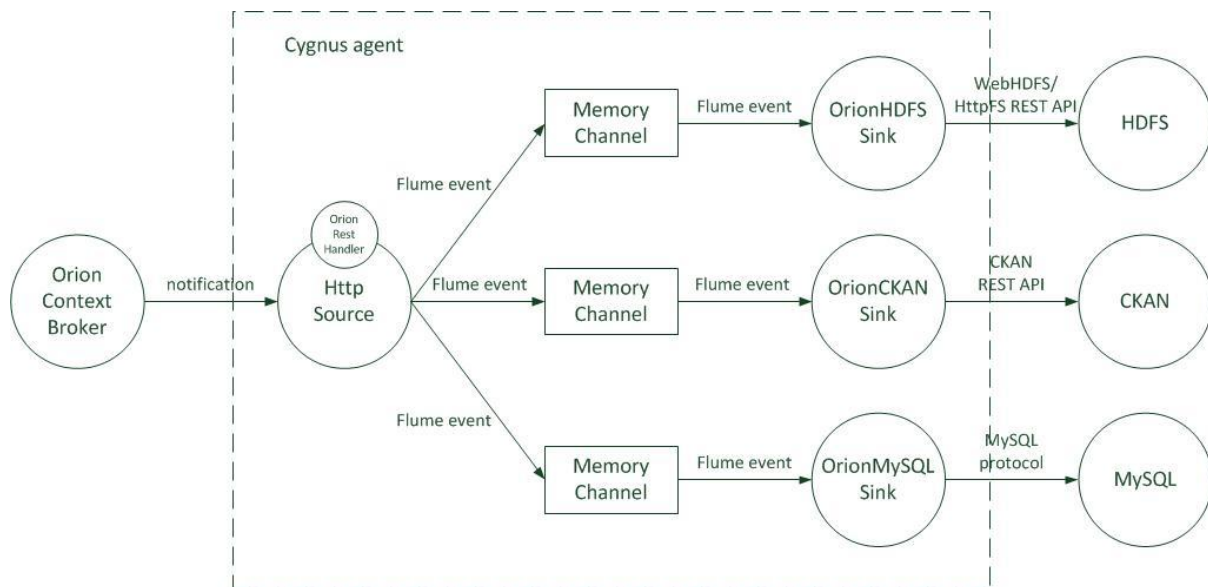 Cygnus agent
WebHDFS/
HttpFS REST API
Memory
Channel
Flume event
OrionHDFS
Sink
HDFS
Flume event
Orion
Rest
Handler
Orion
Context
Broker
notification
Http
Source
Flume event
Memory
Channel
Flume event
OrionCKAN
Sink
CKAN
REST API
CKAN
Flume event
Memory
Channel
Flume event
OrionMySQL
Sink
MySQL
protocol
MySQL